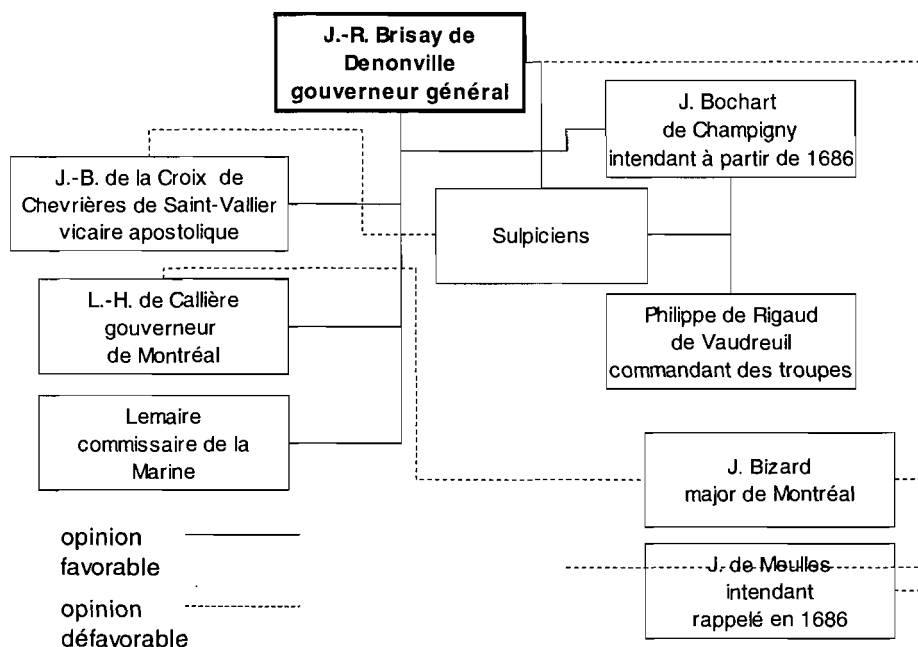 J.-R. Brisay de
Denonville
gouverneur général
J. Bochart
de Champigny
intendant à partir de 1686
J.-B. de la Croix de
Chevrières de Saint-Vallier
vicaire apostolique
Sulpiciens
L.-H. de Callière
gouverneur
de Montréal
Philippe de Rigaud
de Vaudreuil
commandant des troupes
Lemaire
commissaire de la
Marine
J. Bizard
major de Montréal
J. de Meulles
intendant
rappelé en 1686
opinion
favorable
opinion
défavorable